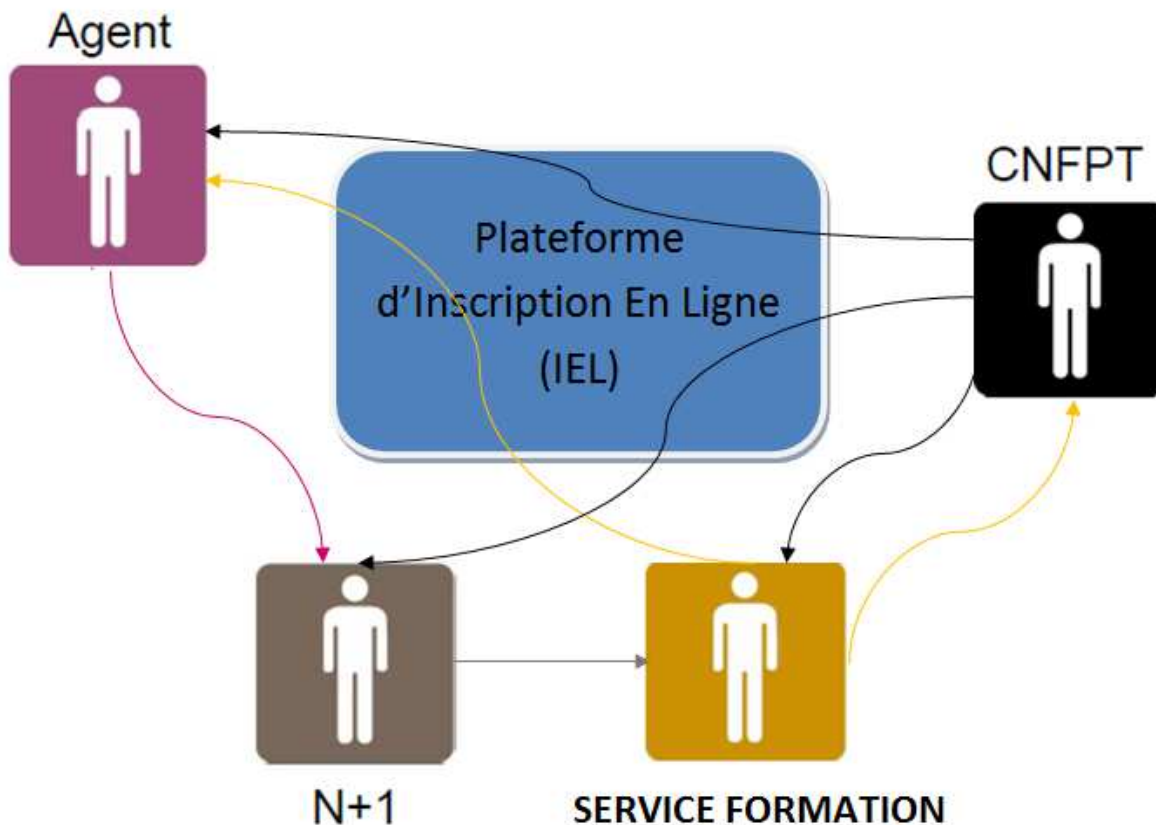 Agent
CNFPT
Plateforme
d’Inscription En Ligne
(IEL)
N+1
SERVICE FORMATION